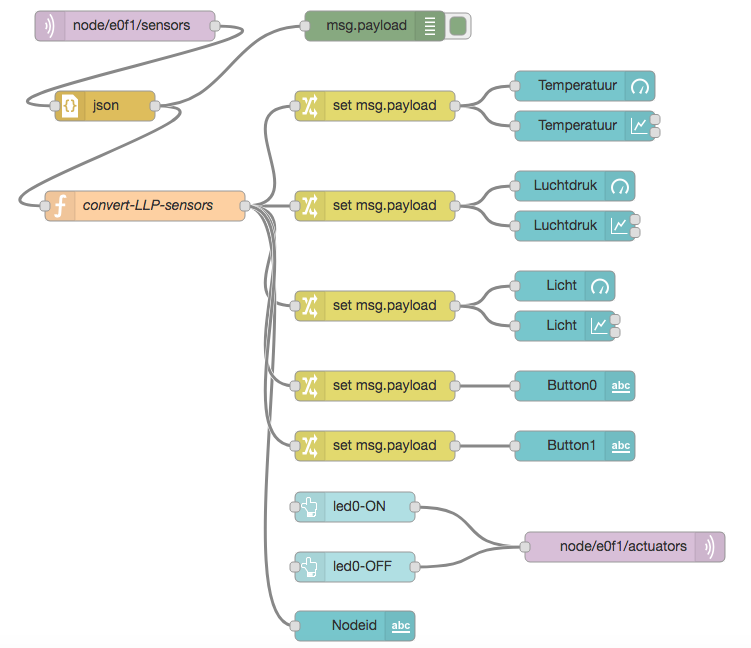 node/e0f1/sensors
msg.payload
json
set msg.payload
Temperatuur
Temperatuur
convert-LLP-sensors
set msg.payload
Luchtdruk
Luchtdruk
set msg.payload
Licht
Licht
set msg.payload
Button0
abc
set msg.payload
Button1
abc
led0-ON
node/e0f1/actuators
led0-OFF
Nodeid
abc